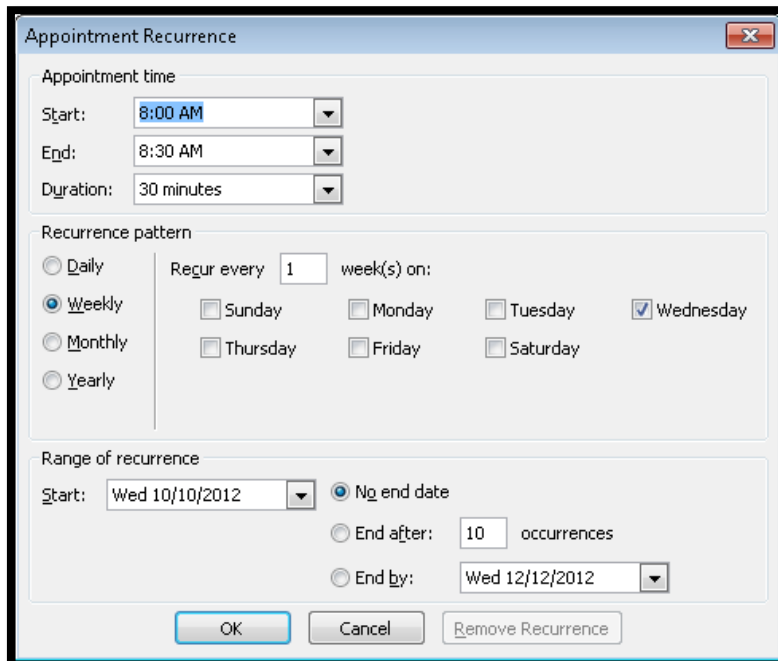 Appointment Recurrence
Appointment time
Start: 8:00 AM
End: 8:30 AM
Duration: 30 minutes
Recurrence pattern
Daily
Weekly
Monthly
Yearly
Recur every 1 week(s) on:
Sunday Monday Tuesday Wednesday
Thursday Friday Saturday
Range of recurrence
Start: Wed 10/10/2012
No end date
End after: 10 occurrences
End by: Wed 12/12/2012
OK Cancel Remove Recurrence